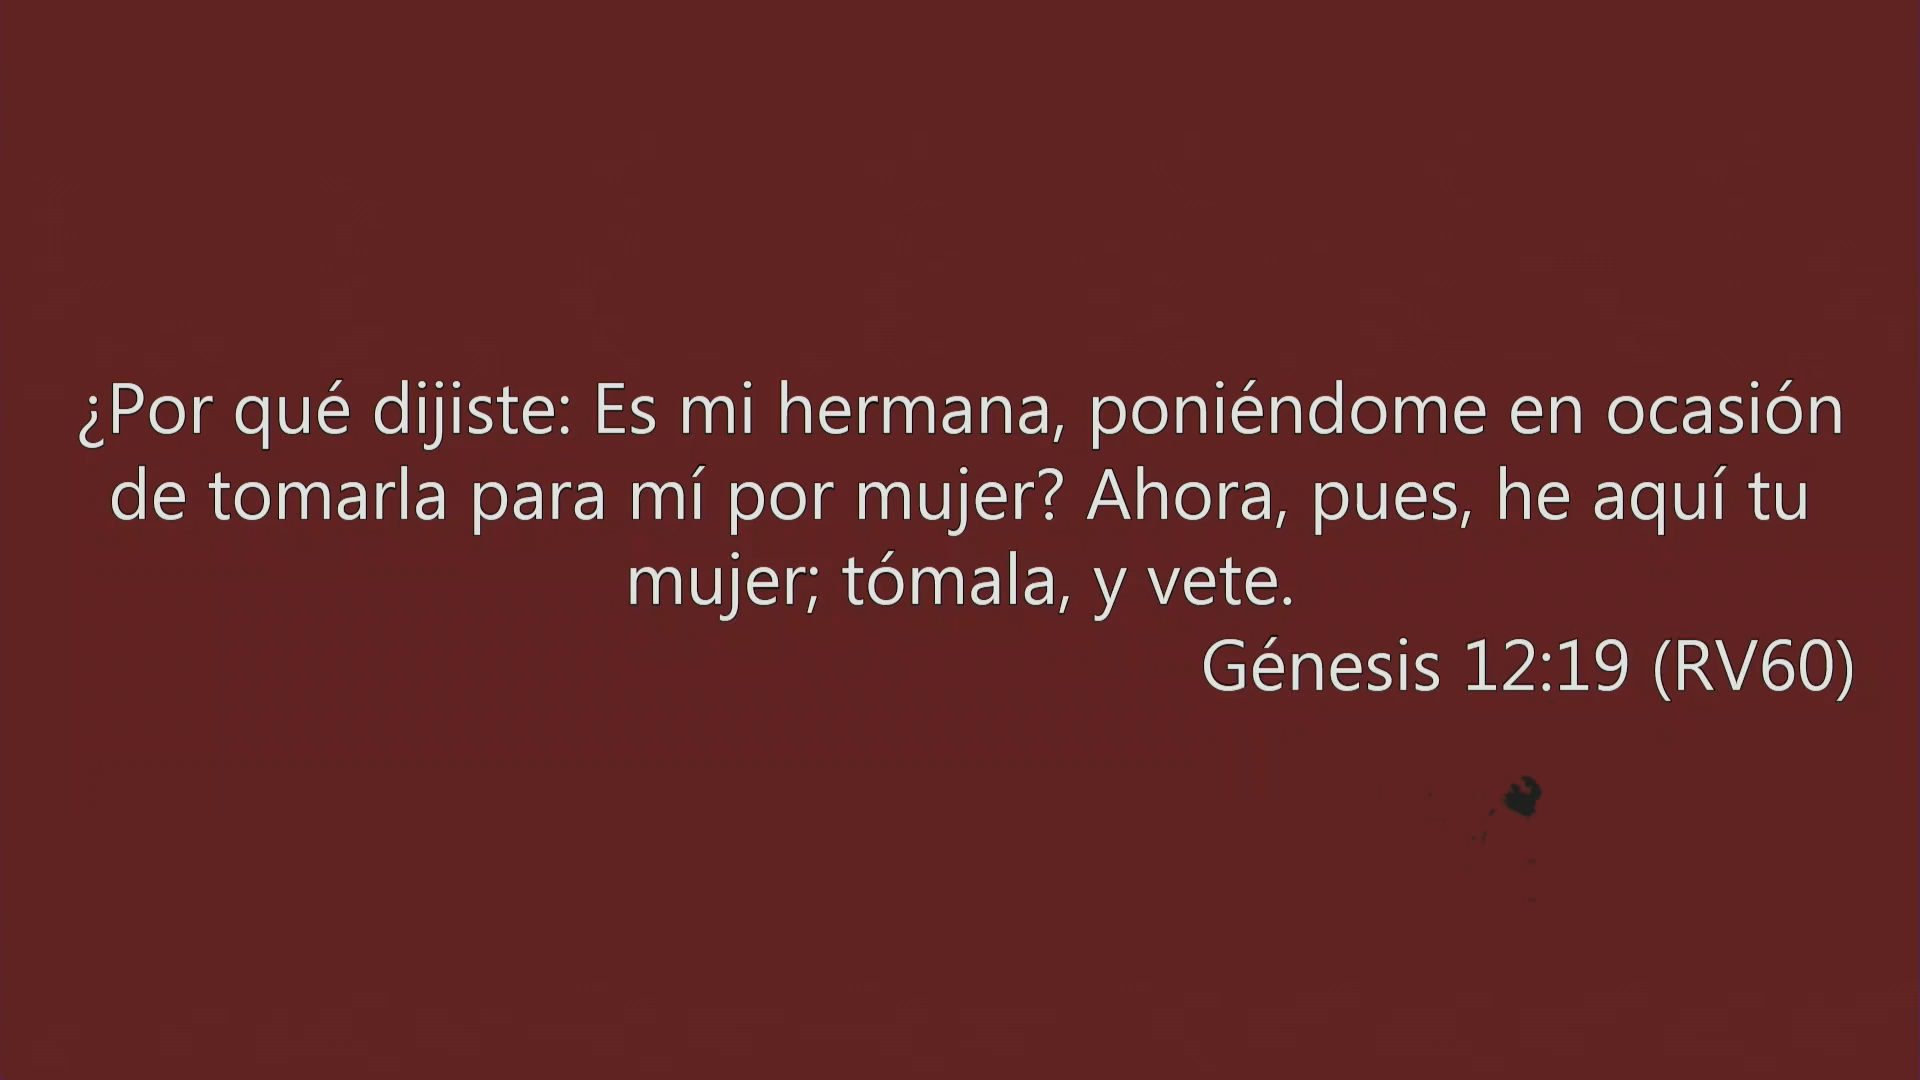 ¿Por qué dijiste: Es mi hermana, poniéndome en ocasión
de tomarla para mí por mujer? Ahora, pues, he aquí tu
mujer; tómala, y vete.
Génesis 12:19 (RV60)